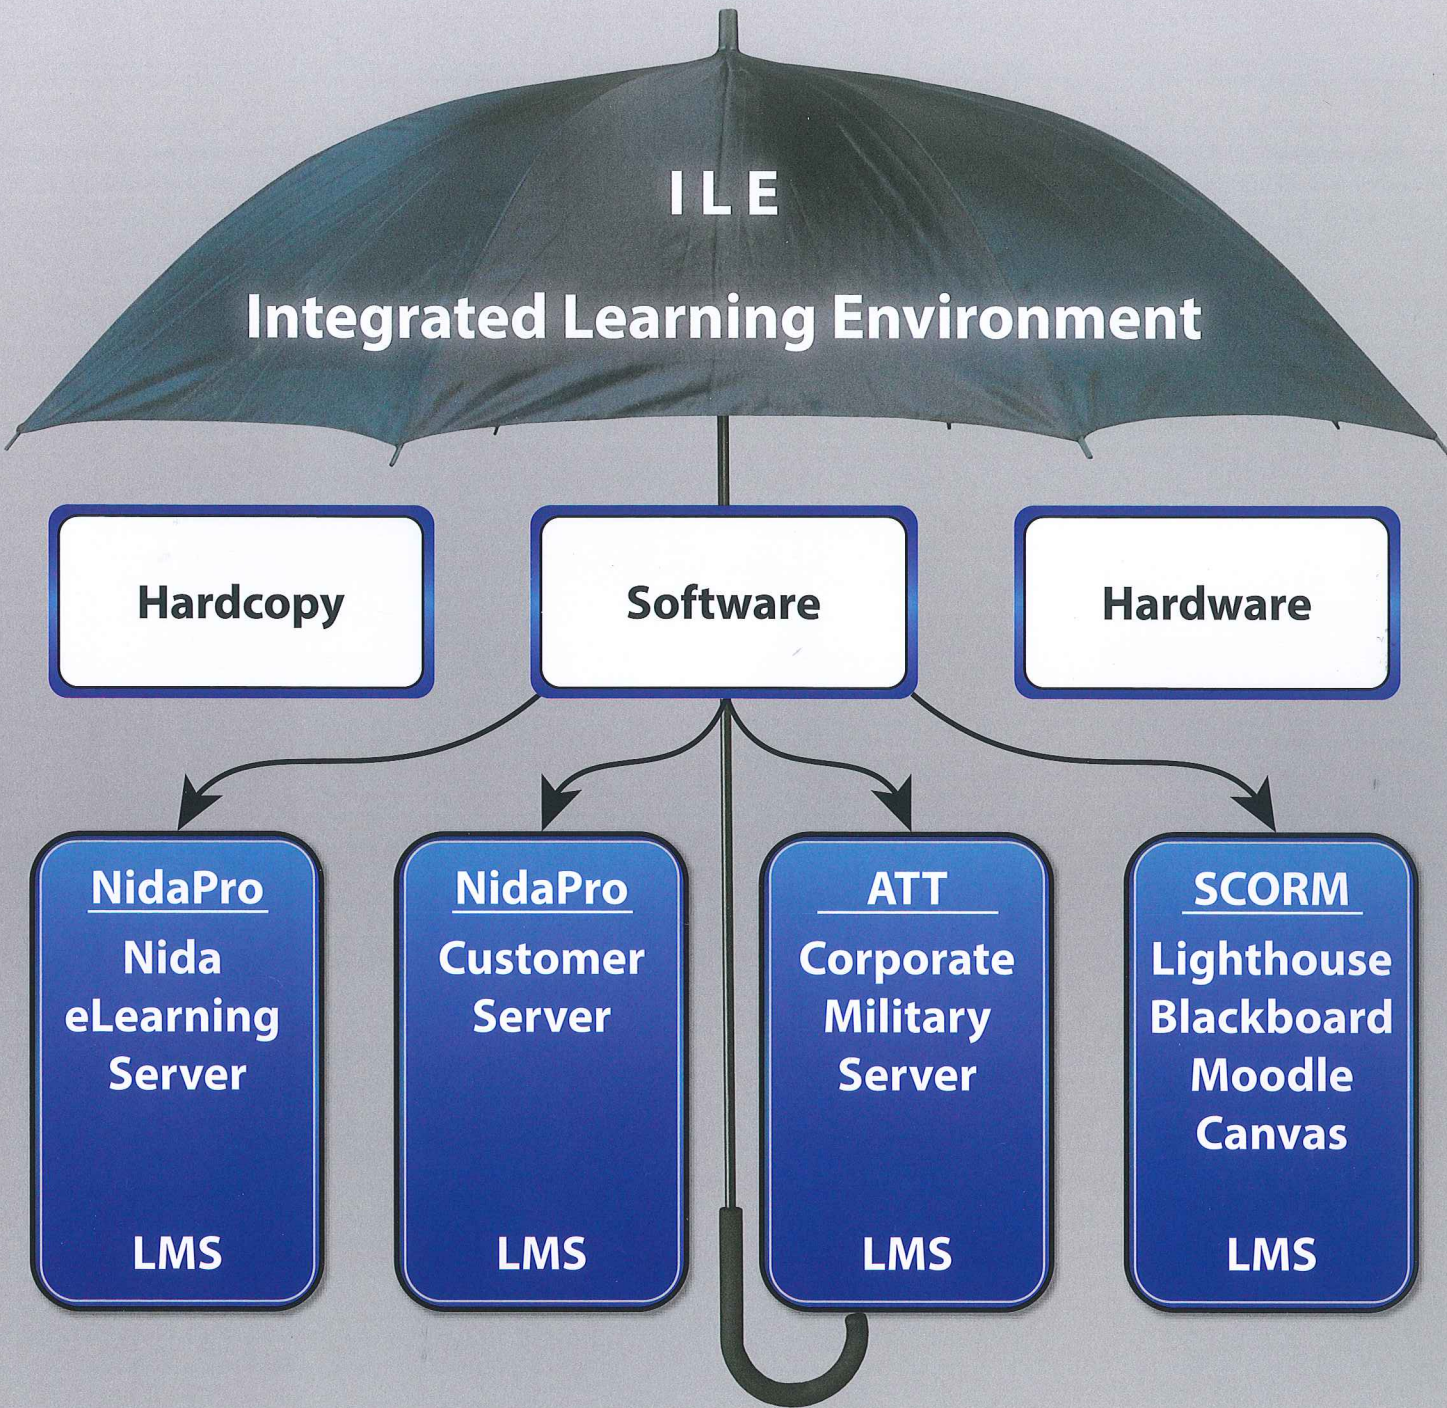 I L E
Integrated Learning Environment
Hardcopy
Software
Hardware
NidaPro
Nida
eLearning
Server
LMS
NidaPro
Customer
Server
LMS
ATT
Corporate
Military
Server
LMS
SCORM
Lighthouse
Blackboard
Moodle
Canvas
LMS